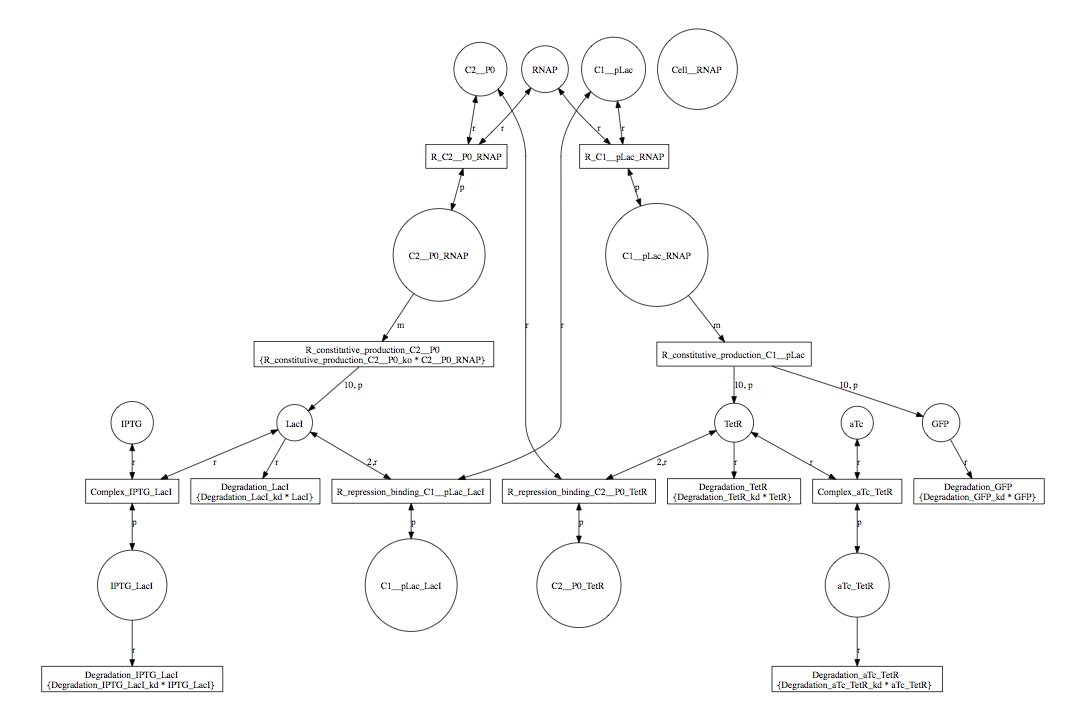 C2__P0
RNAP
C1__pLac
Cell__RNAP
r
r
r
r
R_C2__P0_RNAP
R_C1__pLac_RNAP
p
p
C2__P0_RNAP
C1__pLac_RNAP
m
r
r
m
R_constitutive_production_C2__P0
{R_constitutive_production_C2__P0_ko * C2__P0_RNAP}
R_constitutive_production_C1__pLac
10, p
10, p
10, p
IPTG
LacI
TetR
aTc
GFP
r
r
r
2,r
2,r
r
r
r
r
Complex_IPTG_LacI
Degradation_LacI
{Degradation_LacI_kd * LacI}
R_repression_binding_C1__pLac_LacI
R_repression_binding_C2__P0_TetR
Degradation_TetR
{Degradation_TetR_kd * TetR}
Complex_aTc_TetR
Degradation_GFP
{Degradation_GFP_kd * GFP}
p
p
p
p
IPTG_LacI
C1__pLac_LacI
C2__P0_TetR
aTc_TetR
r
r
Degradation_IPTG_LacI
{Degradation_IPTG_LacI_kd * IPTG_LacI}
Degradation_aTc_TetR
{Degradation_aTc_TetR_kd * aTc_TetR}